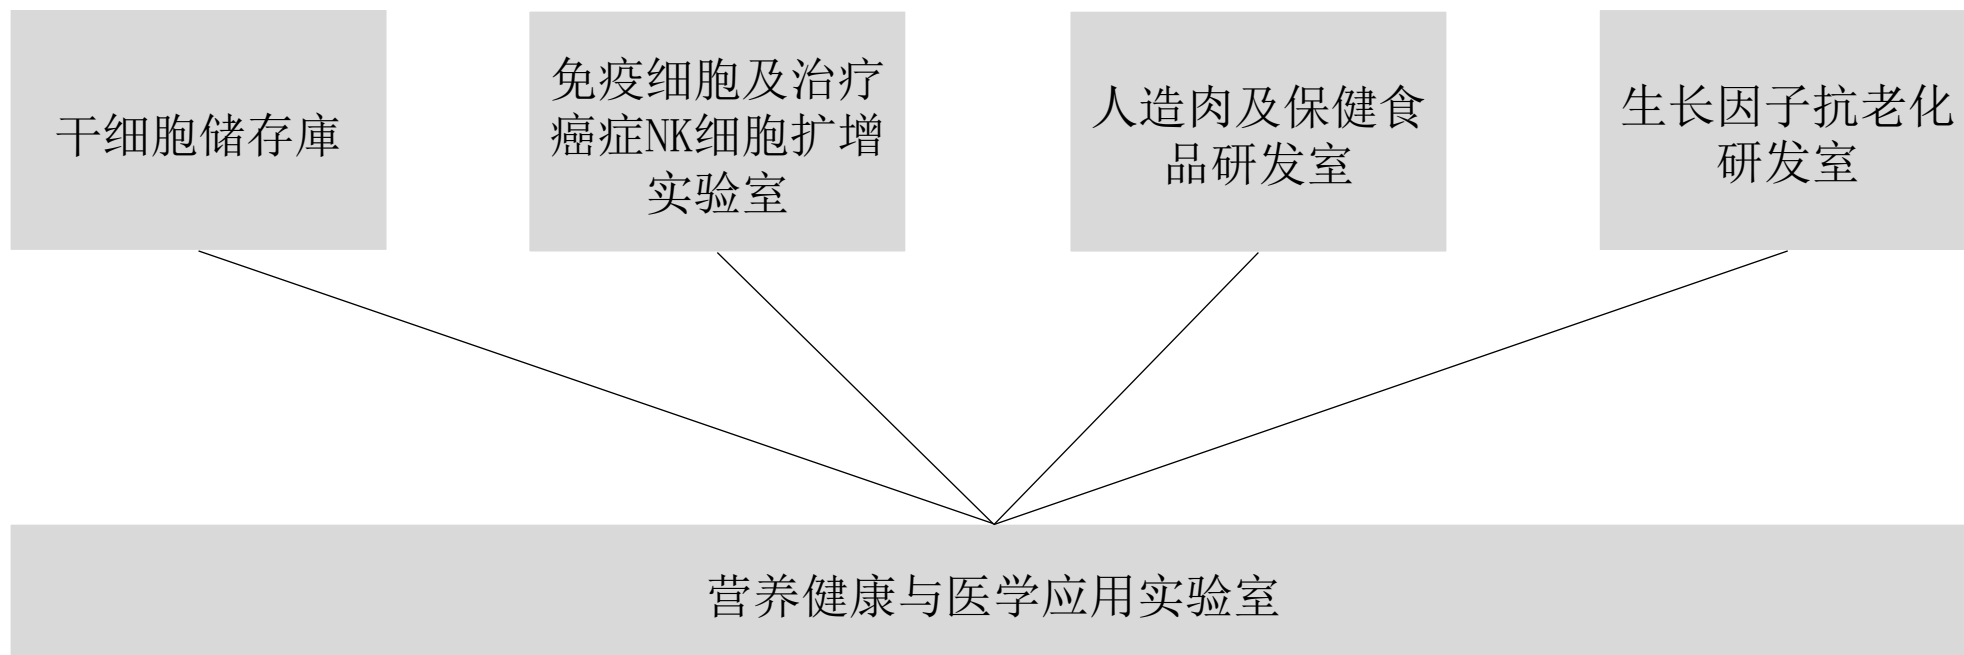 干细胞储存庫
免疫细胞及治疗
癌症NK细胞扩增
实验室
人造肉及保健食
品研发室
生长因子抗老化
研发室
营养健康与医学应用实验室